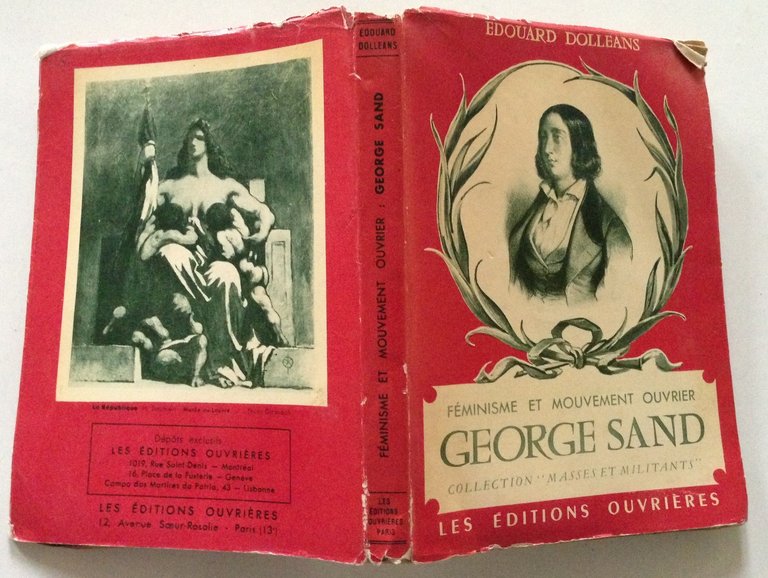 EDOUARD DOLLEANS
FÉMINISME ET MOUVEMENT OUVRIER
GEORGE SAND
COLLECTION "MASSES ET MILITANTS"
LES ÉDITIONS OUVRIÈRES
EDOUARD
DOLLEANS
FÉMINISME ET MOUVEMENT OUVRIER : GEORGE SAND
LES
ÉDITIONS
OUVRIÈRES
PARIS
La République Musée du Louvre
Dépôts exclusifs
LES ÉDITIONS OUVRIÈRES
1019, Rue Saint-Denis — Montréal
16, Place de la Fusterie — Genève
Campo dos Martires da Patria, 43 — Lisbonne
LES ÉDITIONS OUVRIÈRES
12, Avenue Sœur-Rosalie - Paris (13e)